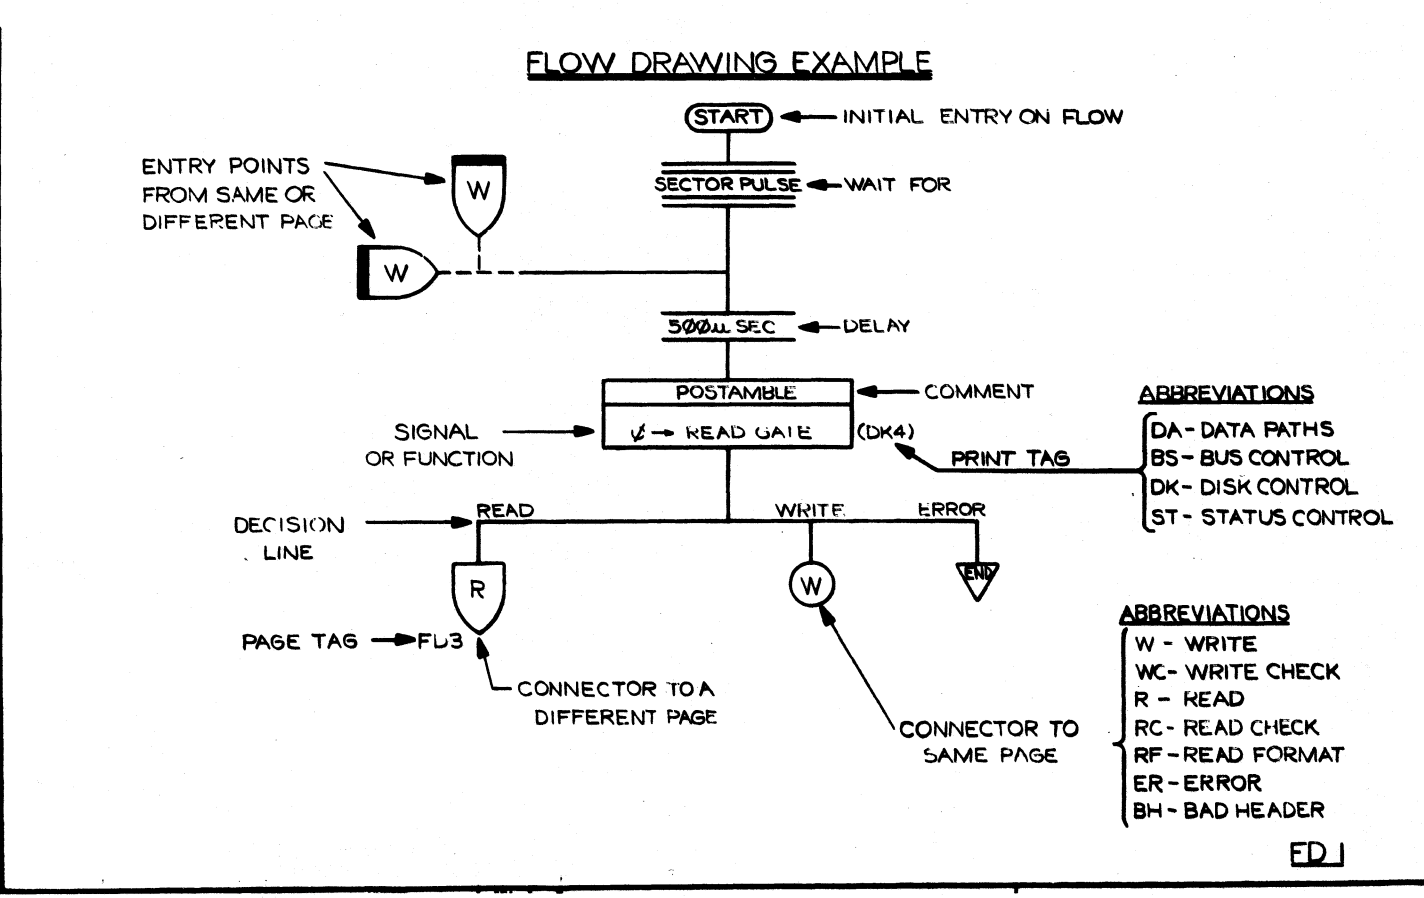 FLOW DRAWING EXAMPLE
START
INITIAL ENTRY ON FLOW
ENTRY POINTS
FROM SAME OR
DIFFERENT PAGE
W
W
SECTOR PULSE
WAIT FOR
5ØØµ SEC
DELAY
POSTAMBLE
COMMENT
Ø → READ GATE
(DK4)
SIGNAL
OR FUNCTION
PRINT TAG
ABBREVIATIONS
DA - DATA PATHS
BS - BUS CONTROL
DK - DISK CONTROL
ST - STATUS CONTROL
DECISION
LINE
READ
WRITE
ERROR
R
W
END
PAGE TAG
FD3
CONNECTOR TO A
DIFFERENT PAGE
CONNECTOR TO
SAME PAGE
ABBREVIATIONS
W - WRITE
WC - WRITE CHECK
R - READ
RC - READ CHECK
RF - READ FORMAT
ER - ERROR
BH - BAD HEADER
FD 1